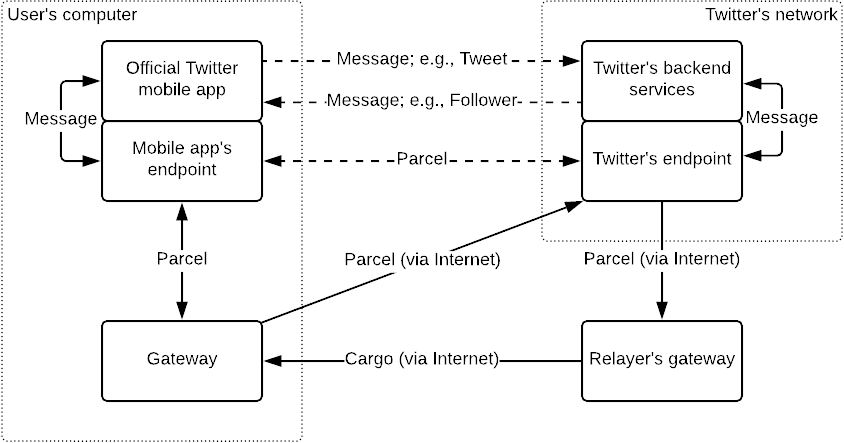 User's computer
Twitter's network
Official Twitter
mobile app
Message; e.g., Tweet
Twitter's backend
services
Message; e.g., Follower
Message
Message
Mobile app's
endpoint
Parcel
Twitter's endpoint
Parcel
Parcel (via Internet)
Parcel (via Internet)
Gateway
Cargo (via Internet)
Relayer's gateway